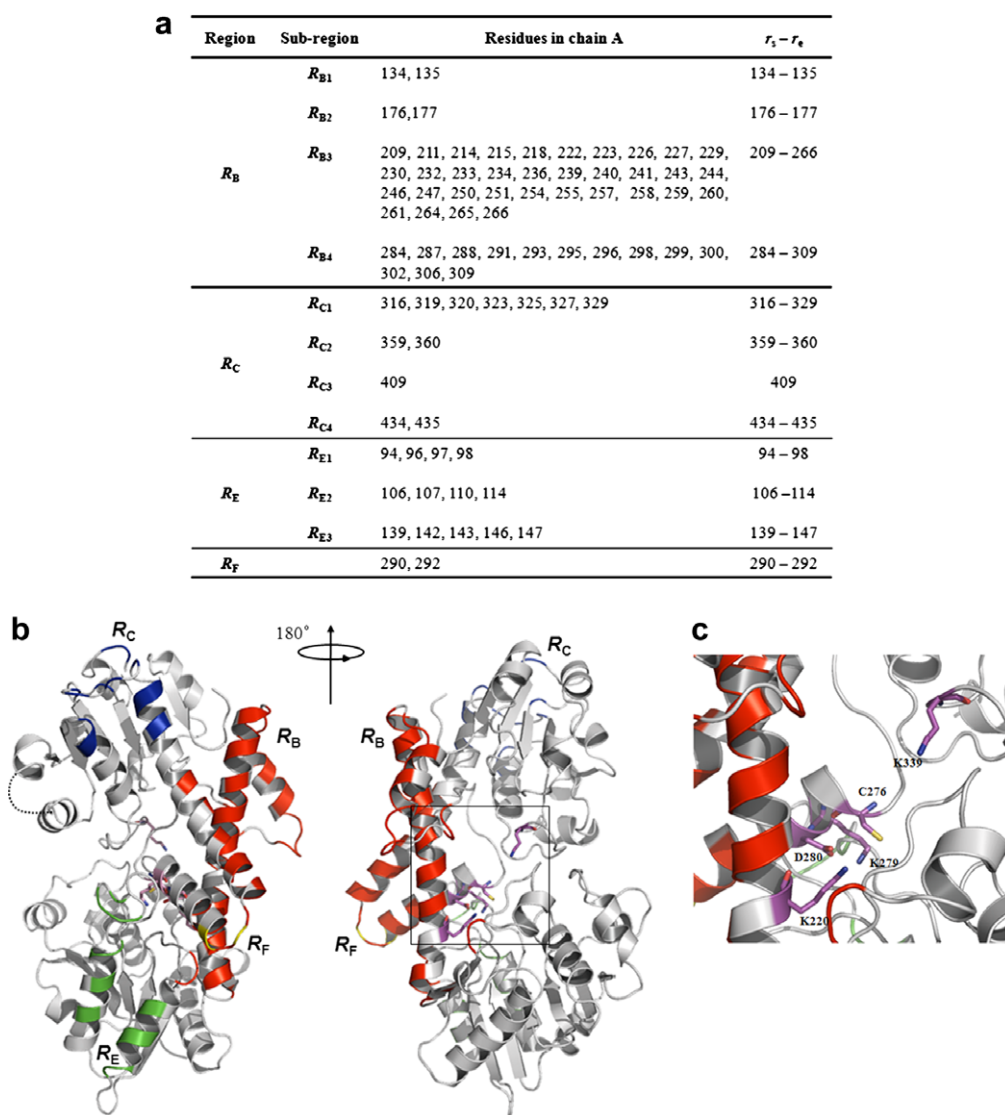 a
Region Sub-region Residues in chain A rs – re
RB1 134, 135 134 – 135
RB2 176,177 176 – 177
RB RB3 209, 211, 214, 215, 218, 222, 223, 226, 227, 229, 209 – 266
230, 232, 233, 234, 236, 239, 240, 241, 243, 244,
246, 247, 250, 251, 254, 255, 257, 258, 259, 260,
261, 264, 265, 266
RB4 284, 287, 288, 291, 293, 295, 296, 298, 299, 300, 284 – 309
302, 306, 309
RC1 316, 319, 320, 323, 325, 327, 329 316 – 329
RC2 359, 360 359 – 360
RC
RC3 409 409
RC4 434, 435 434 – 435
RE1 94, 96, 97, 98 94 – 98
RE RE2 106, 107, 110, 114 106 –114
RE3 139, 142, 143, 146, 147 139 – 147
RF 290, 292 290 – 292
b
RC
RB
RF
RE
180°
RC
RB
RF
c
K339
C276
D280
K279
K220